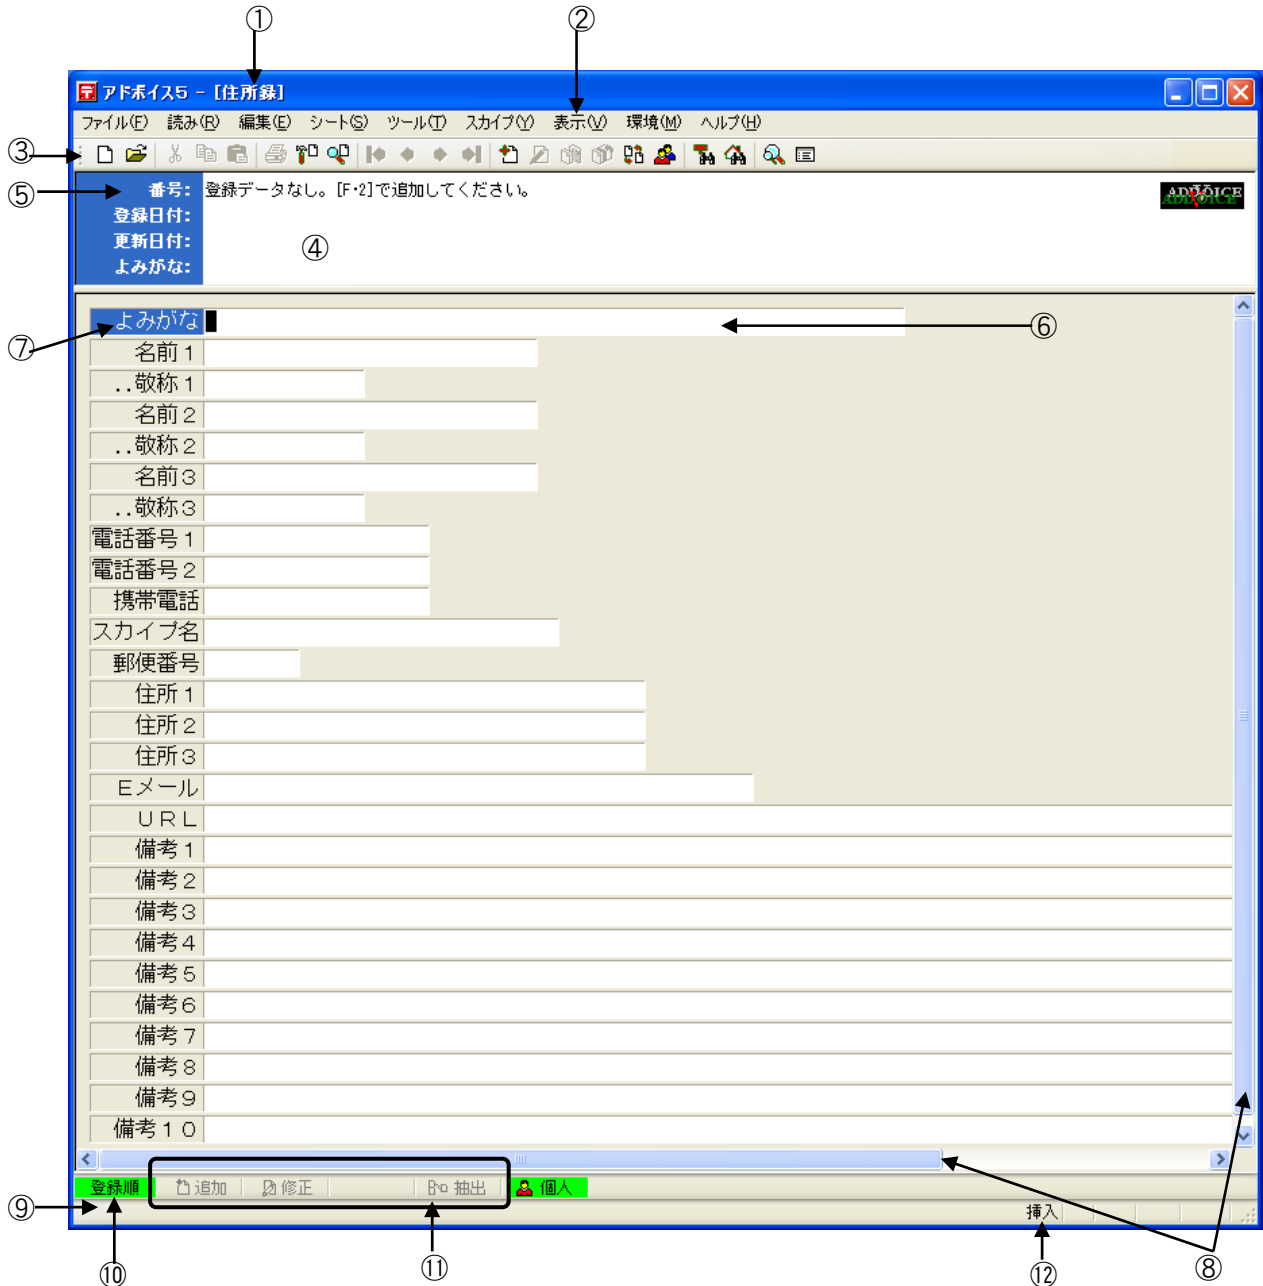 ① ②
アドボイス5 - [住所録]
ファイル(F) 読み(R) 編集(E) シート(S) ツール(T) スカイプ(Y) 表示(V) 環境(M) ヘルプ(H)
③
⑤ 番号: 登録データなし。[F・2]で追加してください。 ADDVOICE
登録日付:
更新日付: ④
よみがな:
よみがな ⑥
⑦ 名前1
..敬称1
名前2
..敬称2
名前3
..敬称3
電話番号1
電話番号2
携帯電話
スカイプ名
郵便番号
住所1
住所2
住所3
Eメール
URL
備考1
備考2
備考3
備考4
備考5
備考6
備考7
備考8
備考9
備考10
登録順 追加 修正 抽出 個人
⑨ 挿入
⑩ ⑪ ⑫ ⑧